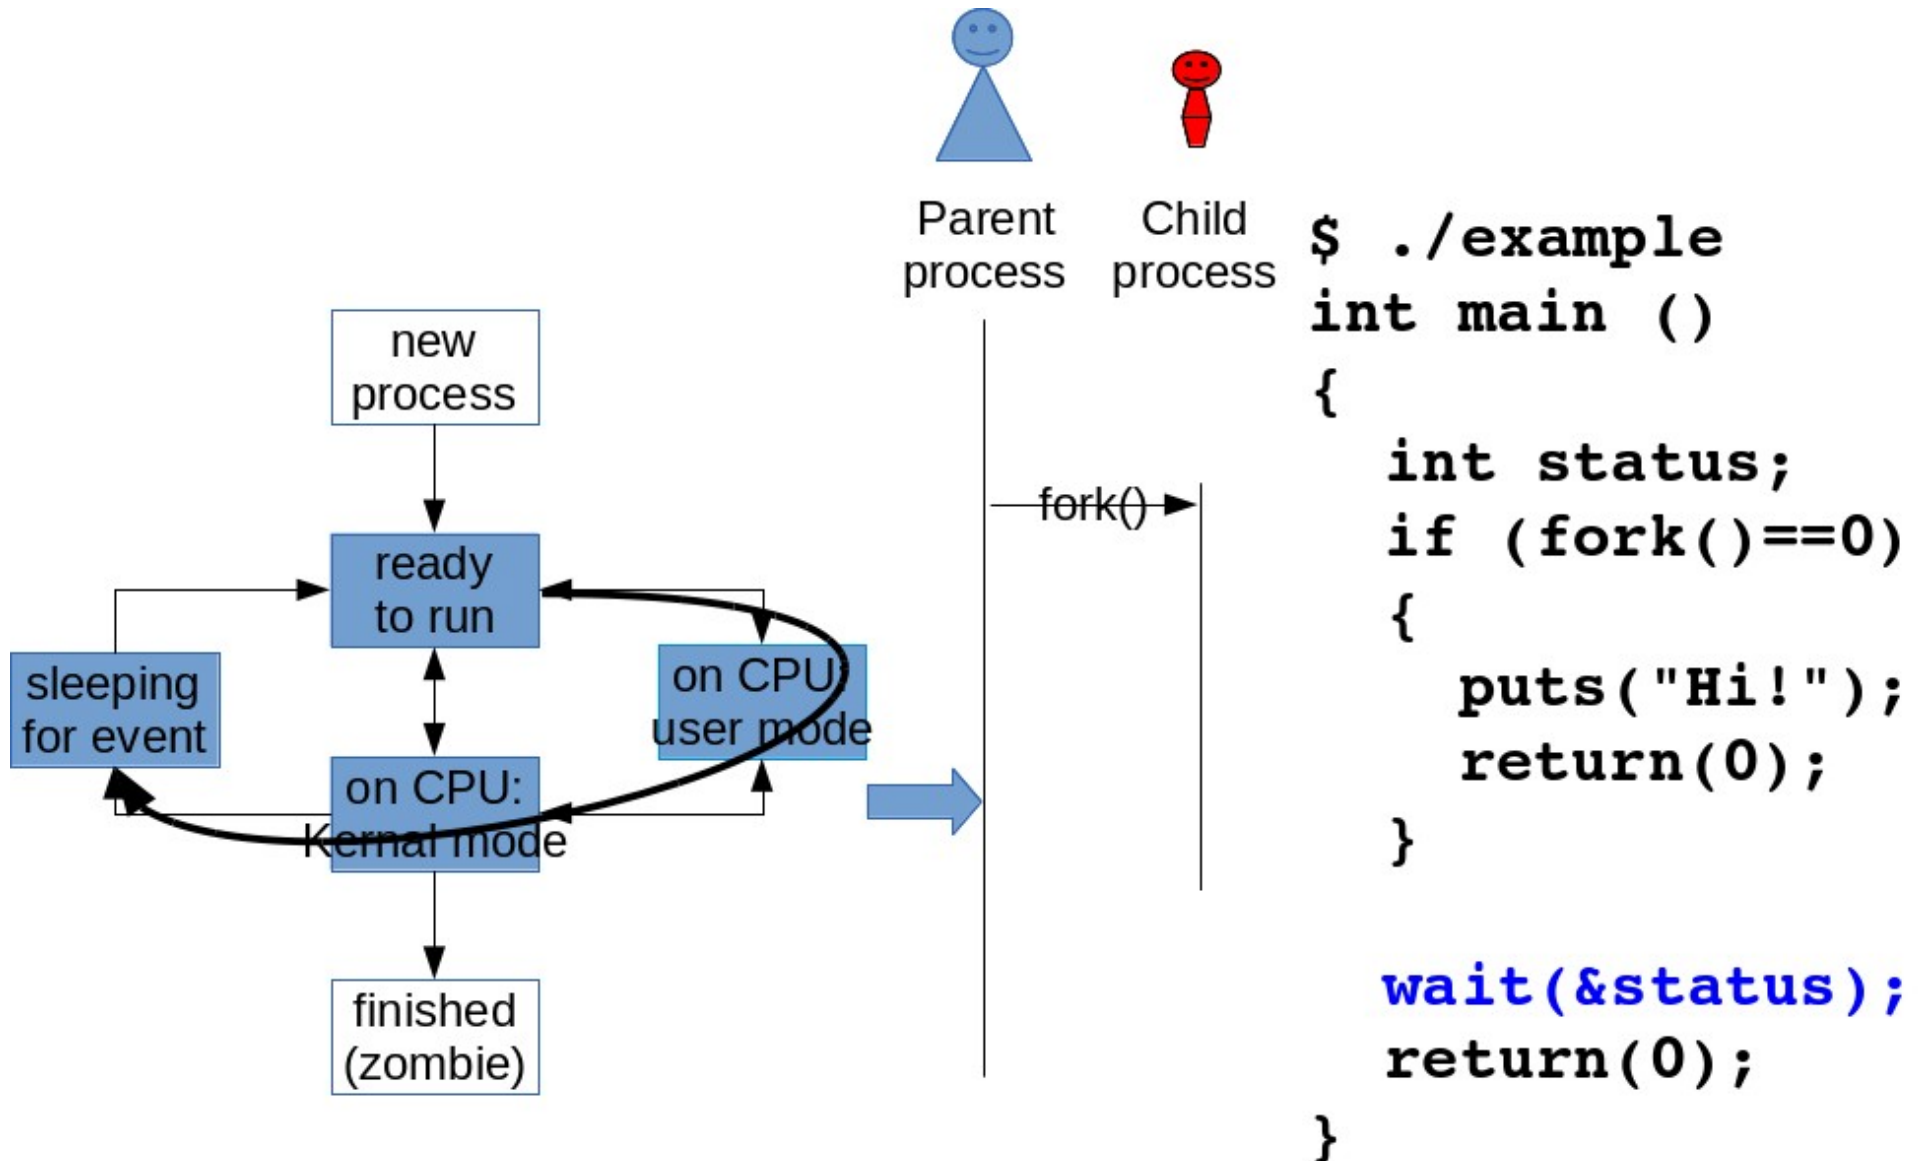 Parent
process
Child
process
$ ./example
int main ()
{
int status;
if (fork()==0)
{
puts("Hi!");
return(0);
}
wait(&status);
return(0);
}
new
process
fork()
ready
to run
sleeping
for event
on CPU:
user mode
on CPU:
Kernal mode
finished
(zombie)